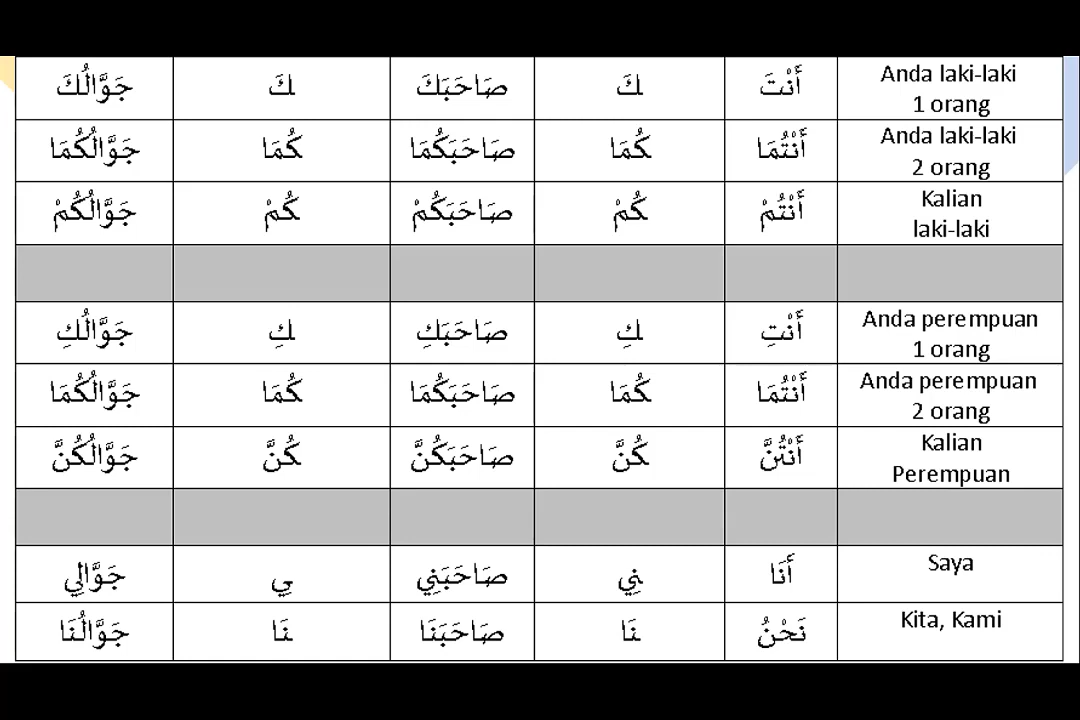 Anda laki-laki
1 orang
أَنْتَ
كَ
صَاحَبَكَ
كَ
جَوَّالُكَ
Anda laki-laki
2 orang
أَنْتُمَا
كُمَا
صَاحَبَكُمَا
كُمَا
جَوَّالُكُمَا
Kalian
laki-laki
أَنْتُمْ
كُمْ
صَاحَبَكُمْ
كُمْ
جَوَّالُكُمْ
Anda perempuan
1 orang
أَنْتِ
كِ
صَاحَبَكِ
كِ
جَوَّالُكِ
Anda perempuan
2 orang
أَنْتُمَا
كُمَا
صَاحَبَكُمَا
كُمَا
جَوَّالُكُمَا
Kalian
Perempuan
أَنْتُنَّ
كُنَّ
صَاحَبَكُنَّ
كُنَّ
جَوَّالُكُنَّ
Saya
أَنَا
نِي
صَاحَبَنِي
ي
جَوَّالِي
Kita, Kami
نَحْنُ
نَا
صَاحَبَنَا
نَا
جَوَّالُنَا